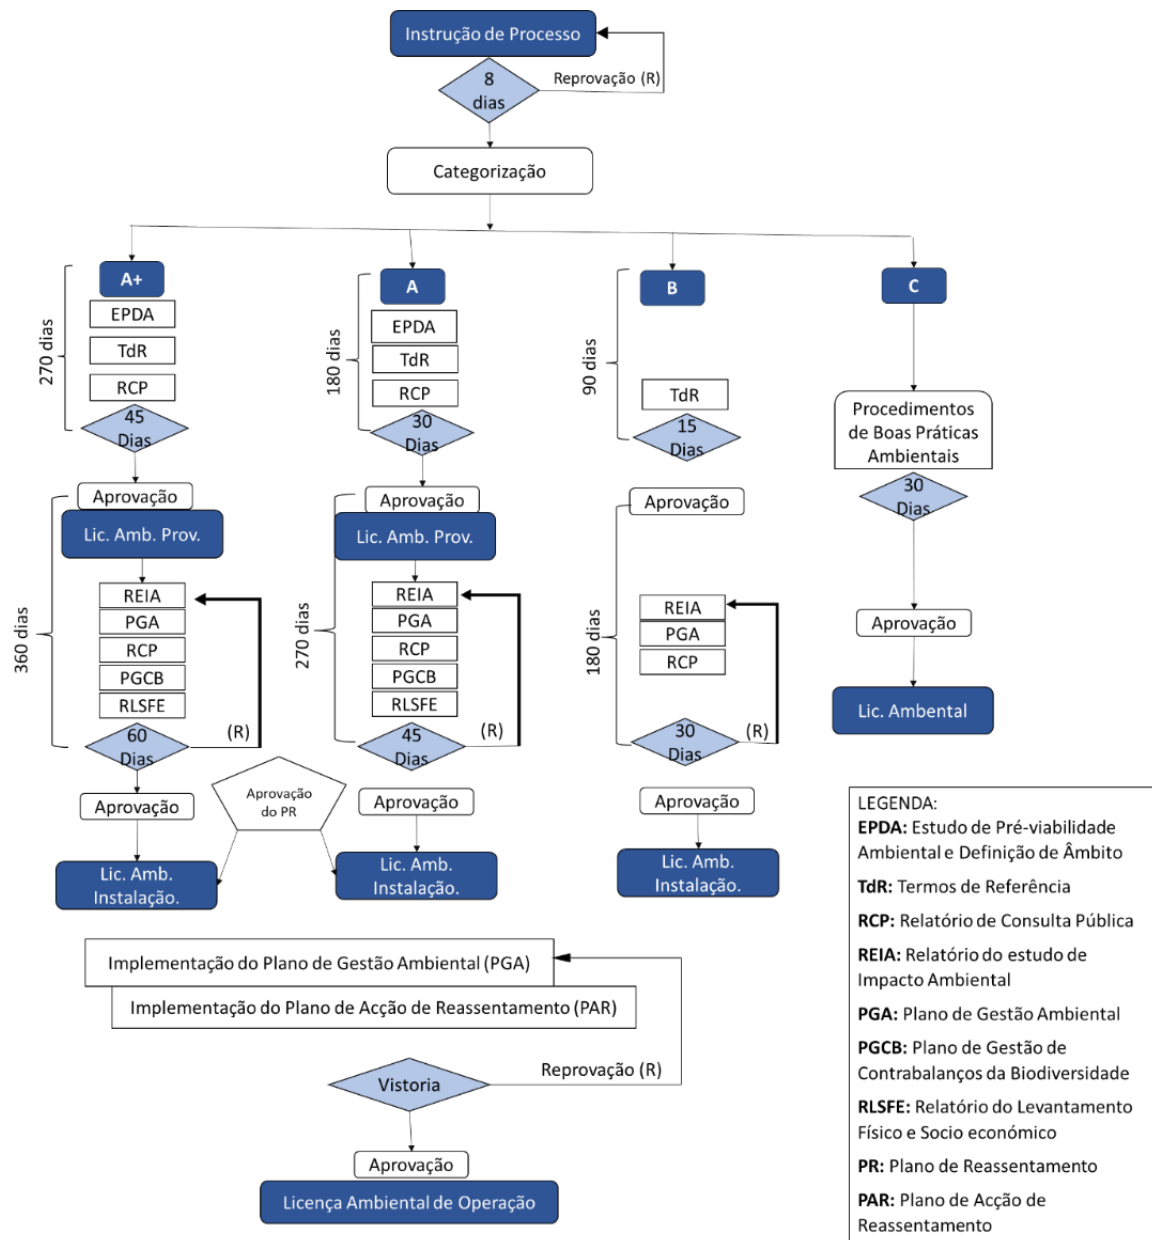 Instrução de Processo
8
dias
Reprovação (R)
Categorização
A+
EPDA
TdR
RCP
270 dias
45
Dias
Aprovação
Lic. Amb. Prov.
REIA
PGA
RCP
PGCB
RLSFE
360 dias
60
Dias
(R)
Aprovação
Lic. Amb.
Instalação.
A
EPDA
TdR
RCP
180 dias
30
Dias
Aprovação
Lic. Amb. Prov.
REIA
PGA
RCP
PGCB
RLSFE
270 dias
45
Dias
(R)
Aprovação
do PR
Aprovação
Lic. Amb.
Instalação.
B
90 dias
TdR
15
Dias
Aprovação
REIA
PGA
RCP
180 dias
30
Dias
(R)
Aprovação
Lic. Amb.
Instalação.
C
Procedimentos
de Boas Práticas
Ambientais
30
Dias
Aprovação
Lic. Ambental
Implementação do Plano de Gestão Ambiental (PGA)
Implementação do Plano de Acção de Reassentamento (PAR)
Vistoria
Reprovação (R)
Aprovação
Licença Ambiental de Operação
LEGENDA:
EPDA: Estudo de Pré-viabilidade
Ambiental e Definição de Âmbito
TdR: Termos de Referência
RCP: Relatório de Consulta Pública
REIA: Relatório do estudo de
Impacto Ambiental
PGA: Plano de Gestão Ambiental
PGCB: Plano de Gestão de
Contrabalanços da Biodiversidade
RLSFE: Relatório do Levantamento
Físico e Socio económico
PR: Plano de Reassentamento
PAR: Plano de Acção de
Reassentamento